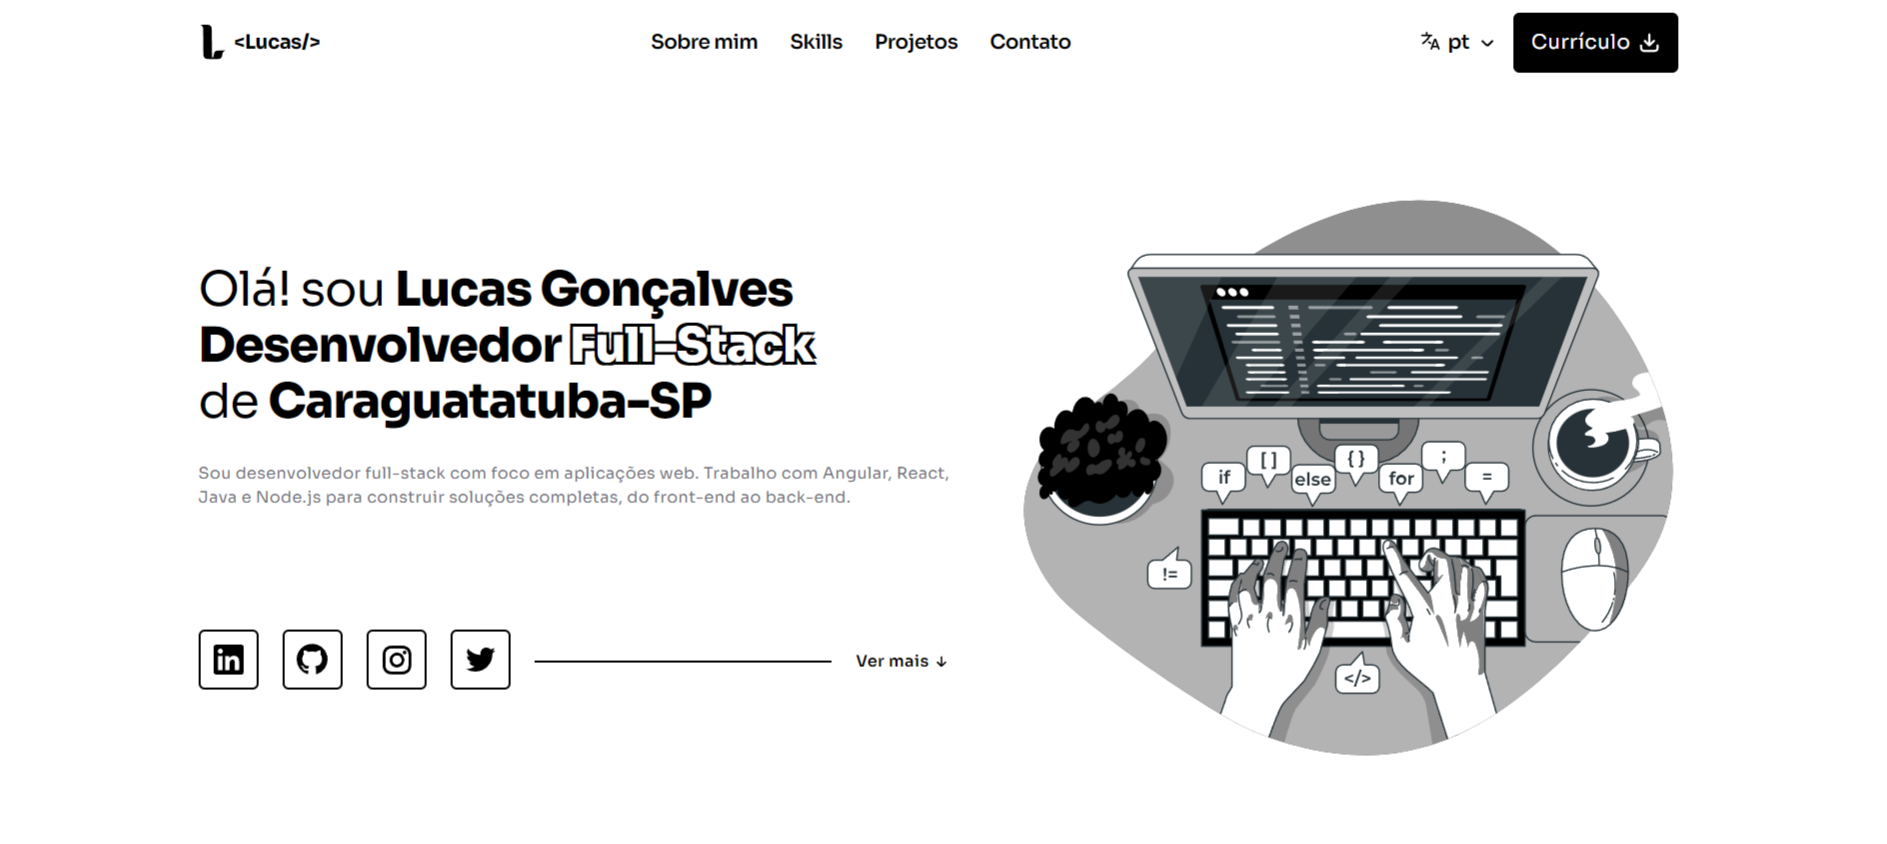 <Lucas/>
Sobre mim
Skills
Projetos
Contato
pt
Currículo
Olá! sou Lucas Gonçalves
Desenvolvedor Full-Stack
de Caraguatatuba-SP
Sou desenvolvedor full-stack com foco em aplicações web. Trabalho com Angular, React,
Java e Node.js para construir soluções completas, do front-end ao back-end.
in
Ver mais ↓
if
[ ]
else
{ }
for
;
=
!=
</>